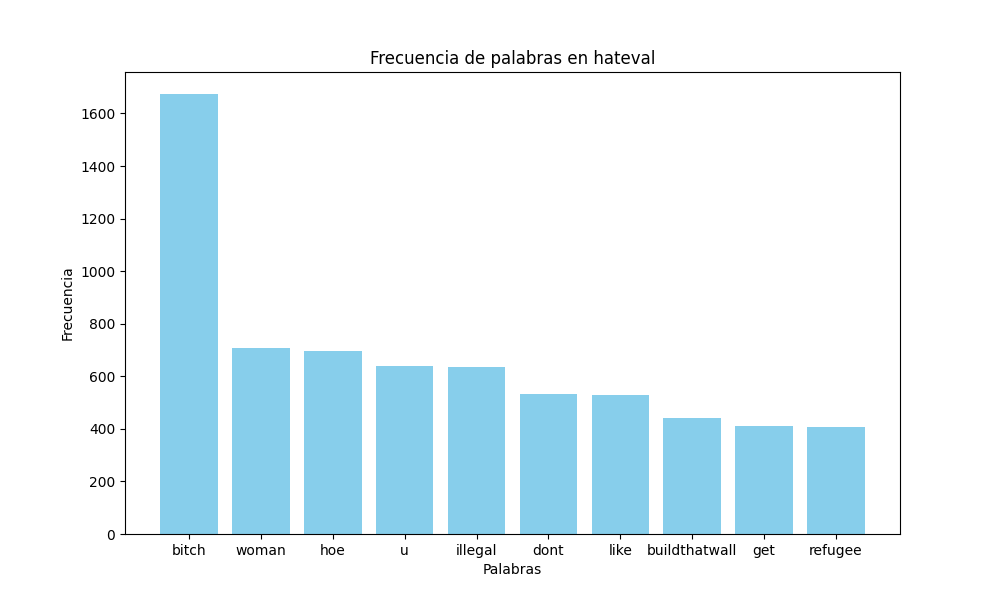 Frecuencia de palabras en hateval
Frecuencia
1600
1400
1200
1000
800
600
400
200
0
bitch woman hoe u illegal dont like buildthatwall get refugee
Palabras